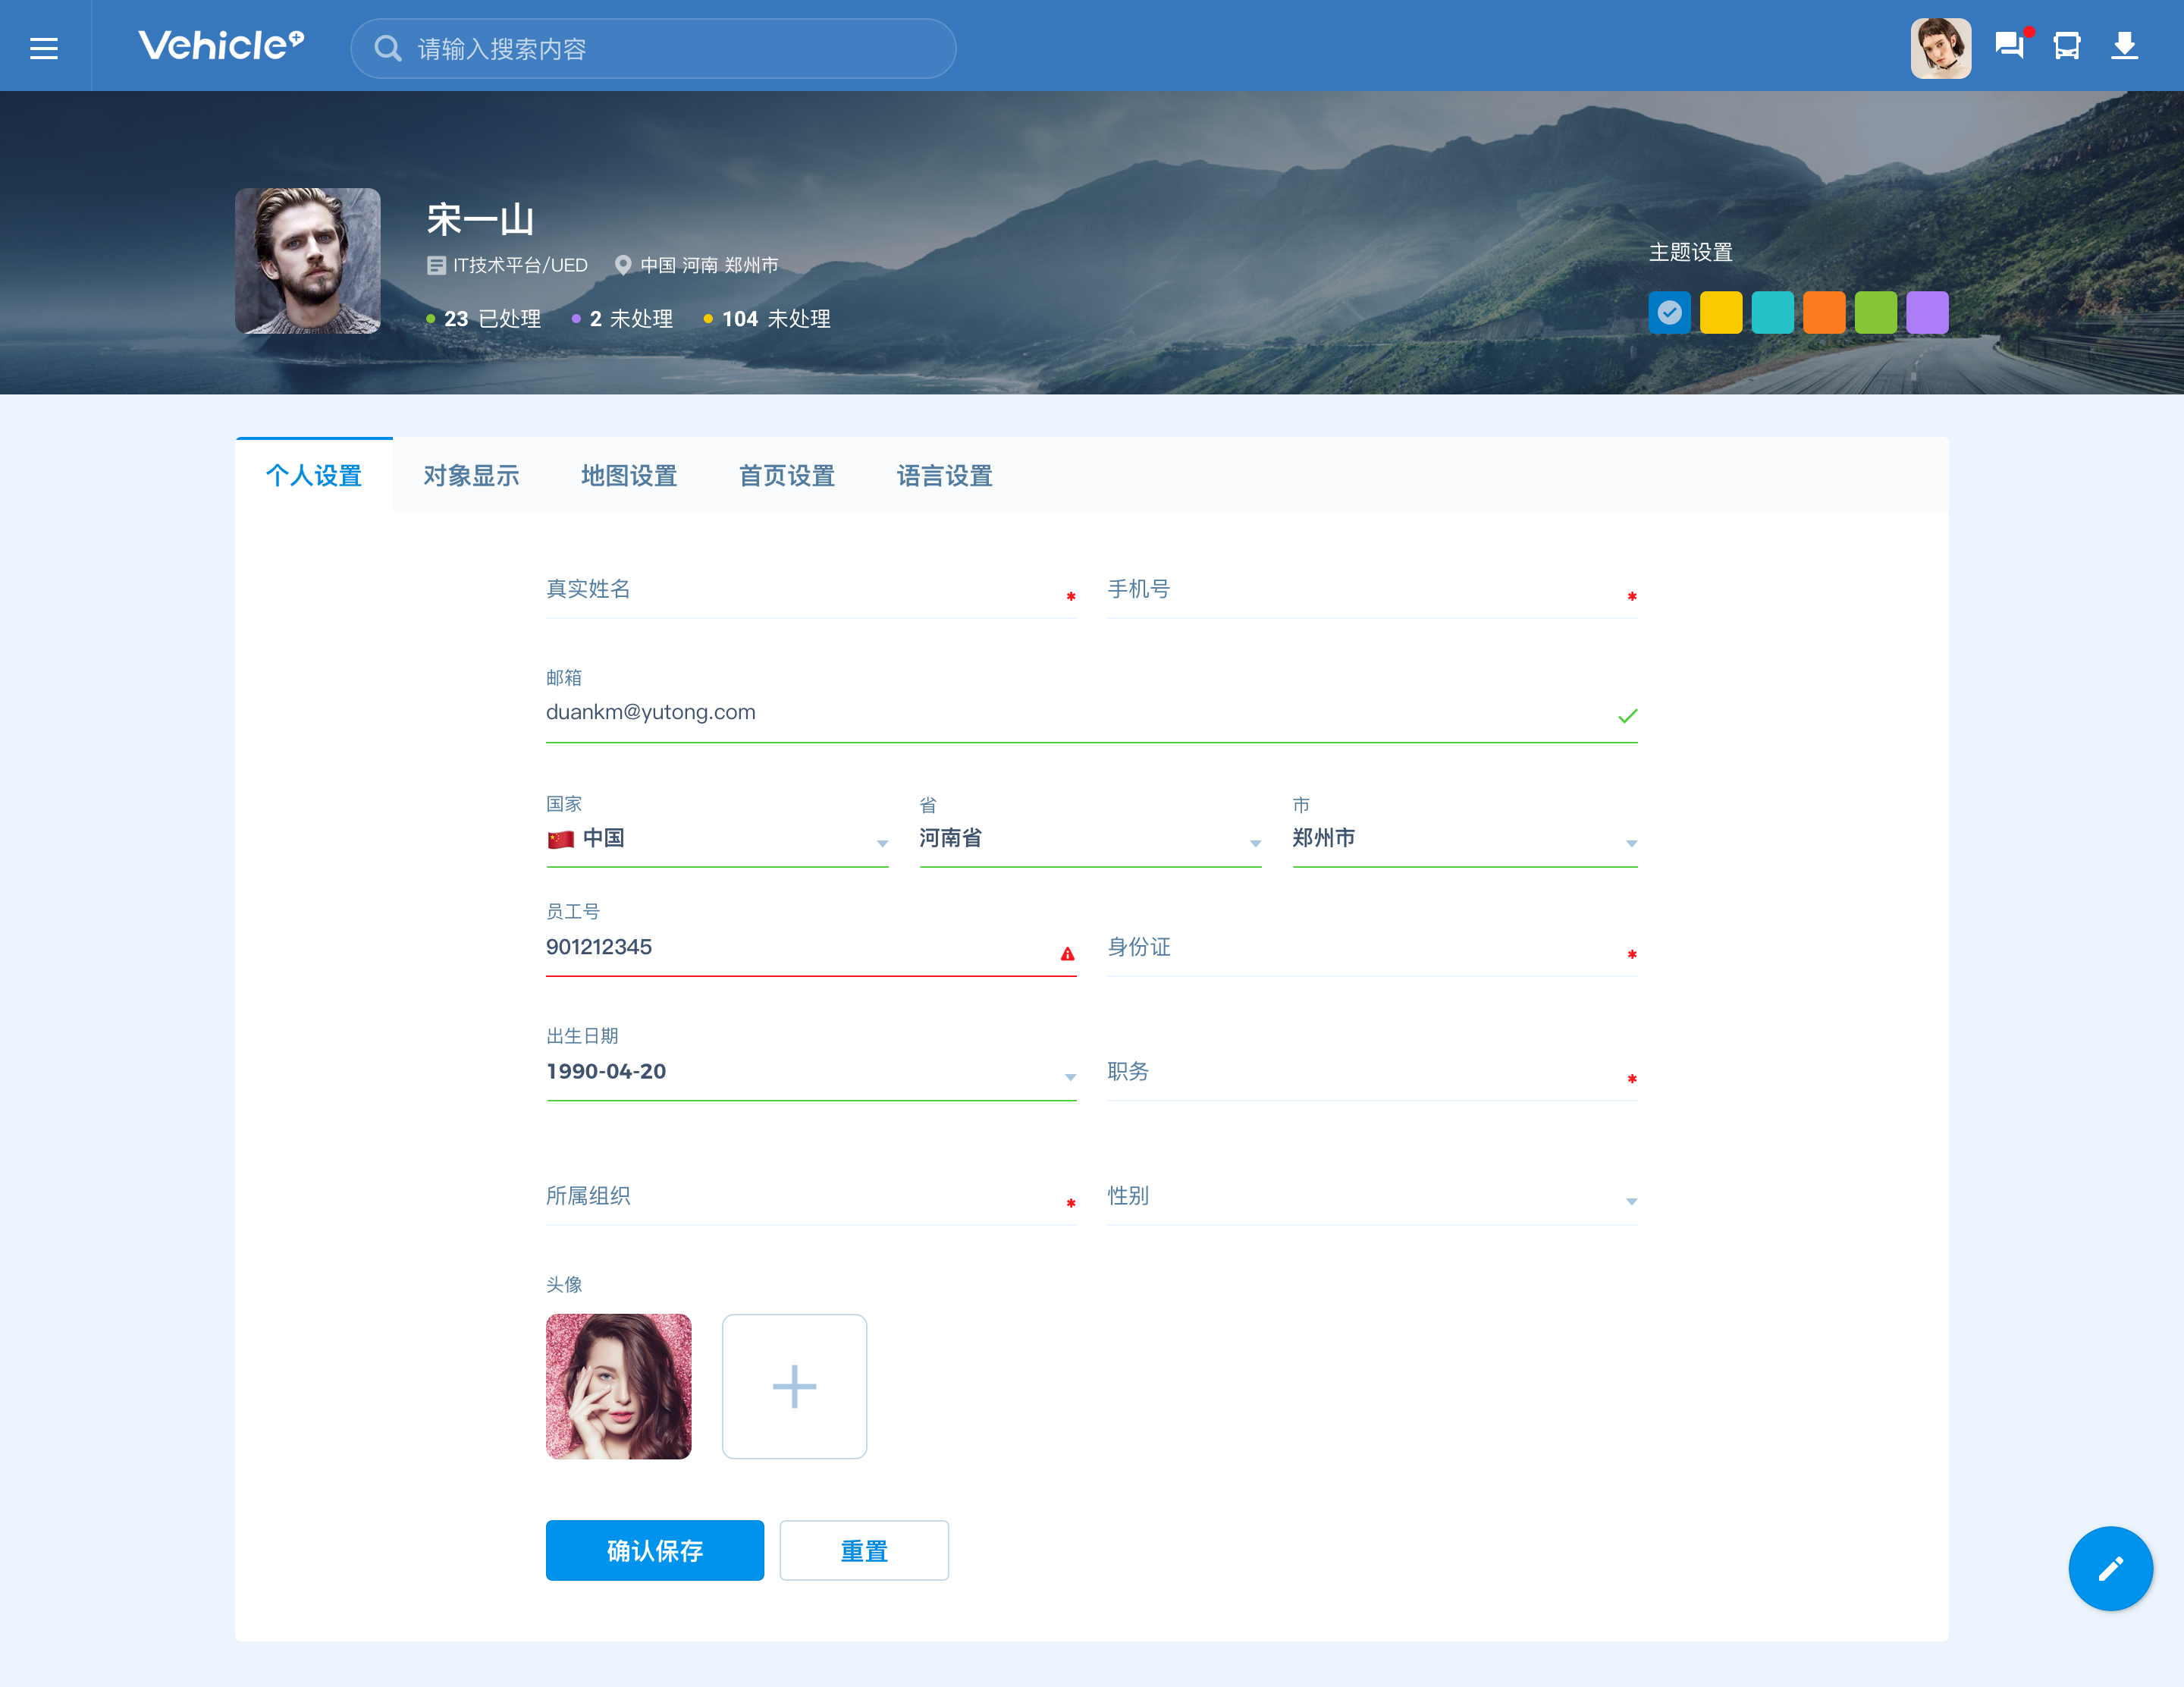 Vehicle+
请输入搜索内容
宋一山
IT技术平台/UED 中国 河南 郑州市
23 已处理 2 未处理 104 未处理
主题设置
个人设置 对象显示 地图设置 首页设置 语言设置
真实姓名 * 手机号 *
邮箱
duankm@yutong.com
国家 省 市
中国 河南省 郑州市
员工号
901212345 身份证 *
出生日期
1990-04-20 职务 *
所属组织 * 性别
头像
确认保存 重置